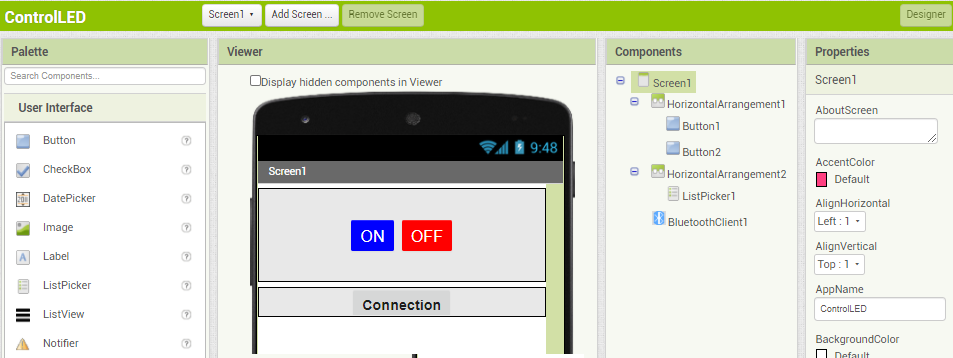 ControlLED
Screen1
Add Screen ...
Remove Screen
Designer
Palette
Search Components...
User Interface
Button
CheckBox
DatePicker
Image
Label
ListPicker
ListView
Notifier
Viewer
Display hidden components in Viewer
9:48
Screen1
ON OFF
Connection
Components
Screen1
HorizontalArrangement1
Button1
Button2
HorizontalArrangement2
ListPicker1
BluetoothClient1
Properties
Screen1
AboutScreen
AccentColor
Default
AlignHorizontal
Left : 1
AlignVertical
Top : 1
AppName
ControlLED
BackgroundColor
Default